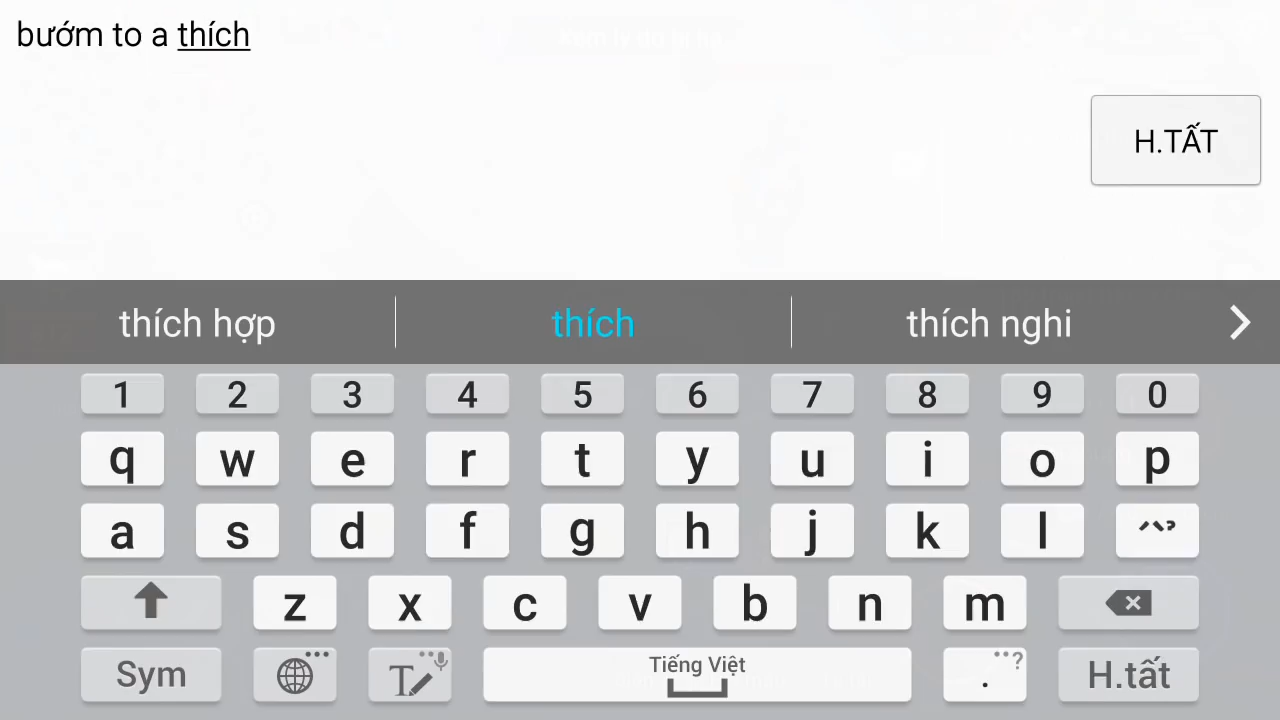 bướm to a thích
H.TẤT
thích hợp thích thích nghi
1 2 3 4 5 6 7 8 9 0
q w e r t y u i o p
a s d f g h j k l
z x c v b n m
Sym T Tiếng Việt . ? H.tất